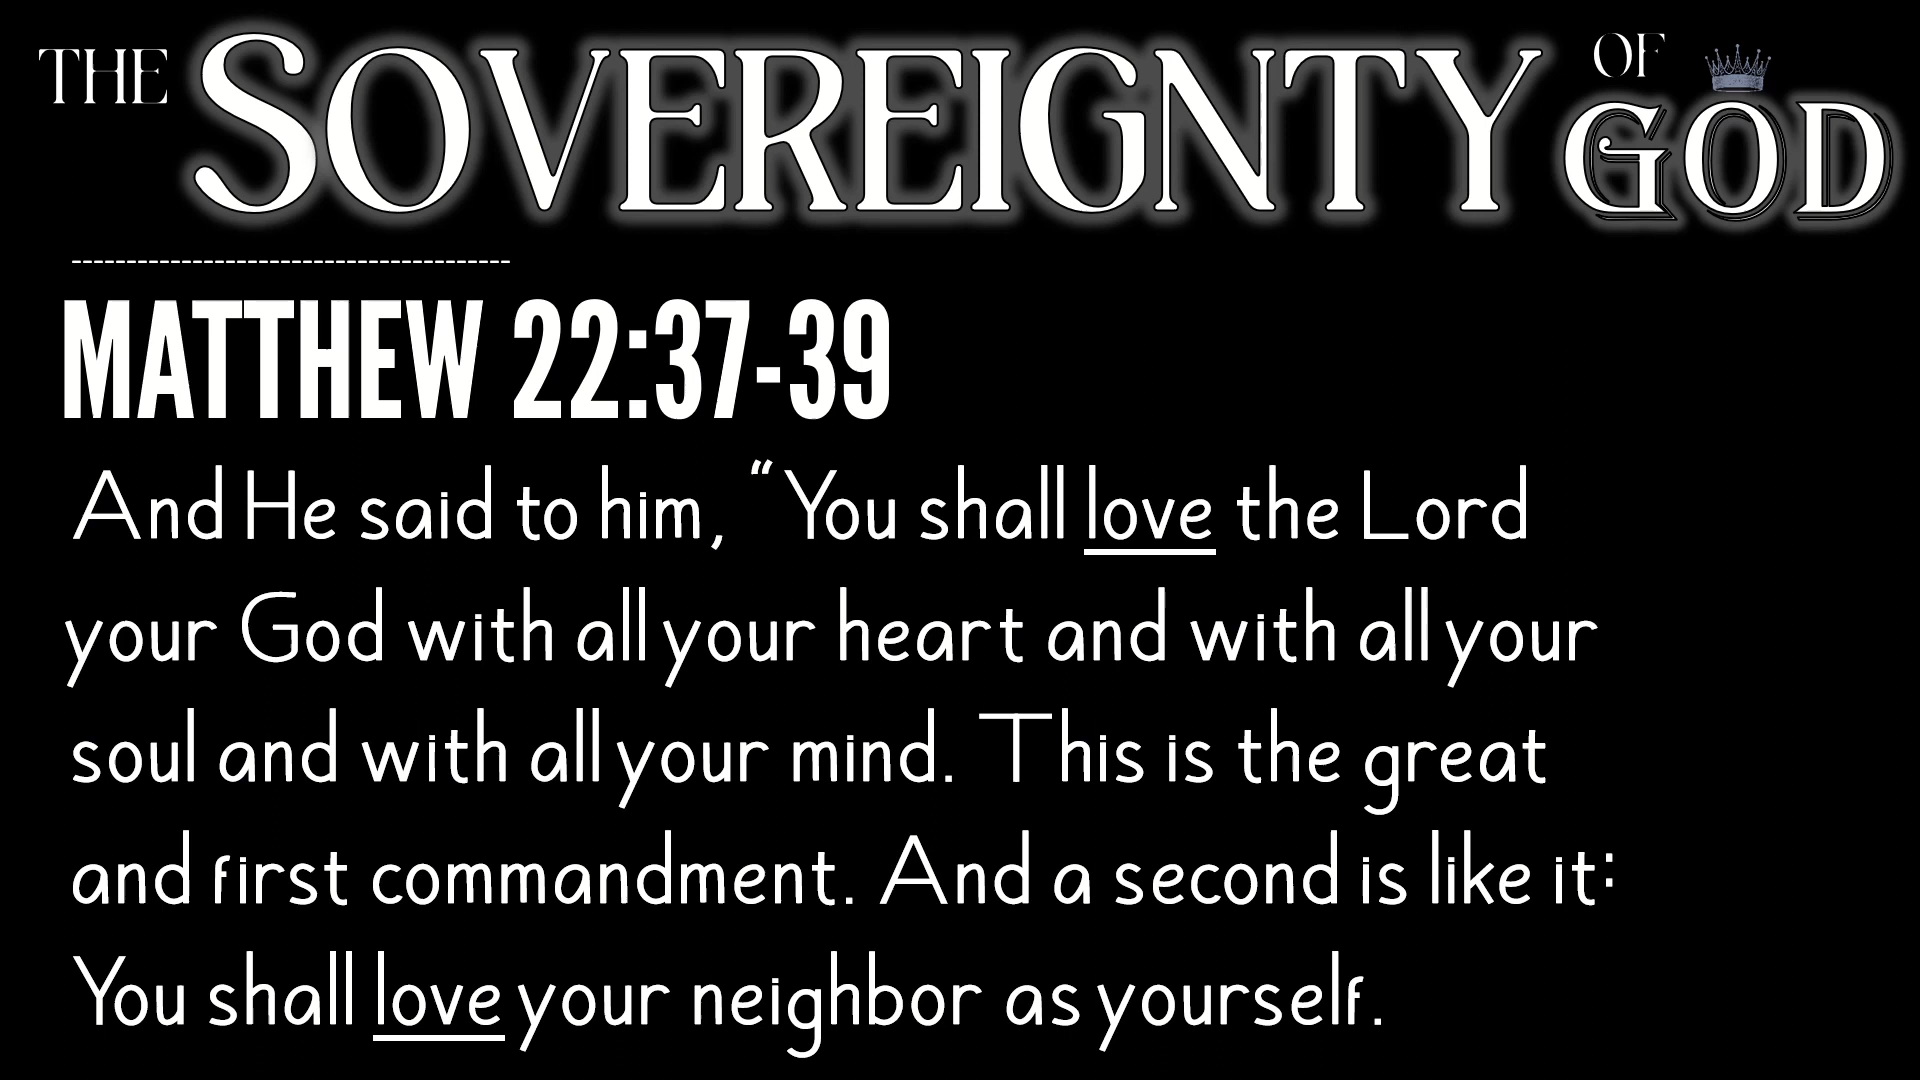 THE SOVEREIGNTY OF GOD
---------------------------------------
MATTHEW 22:37-39
And He said to him, “You shall love the Lord
your God with all your heart and with all your
soul and with all your mind. This is the great
and first commandment. And a second is like it:
You shall love your neighbor as yourself.